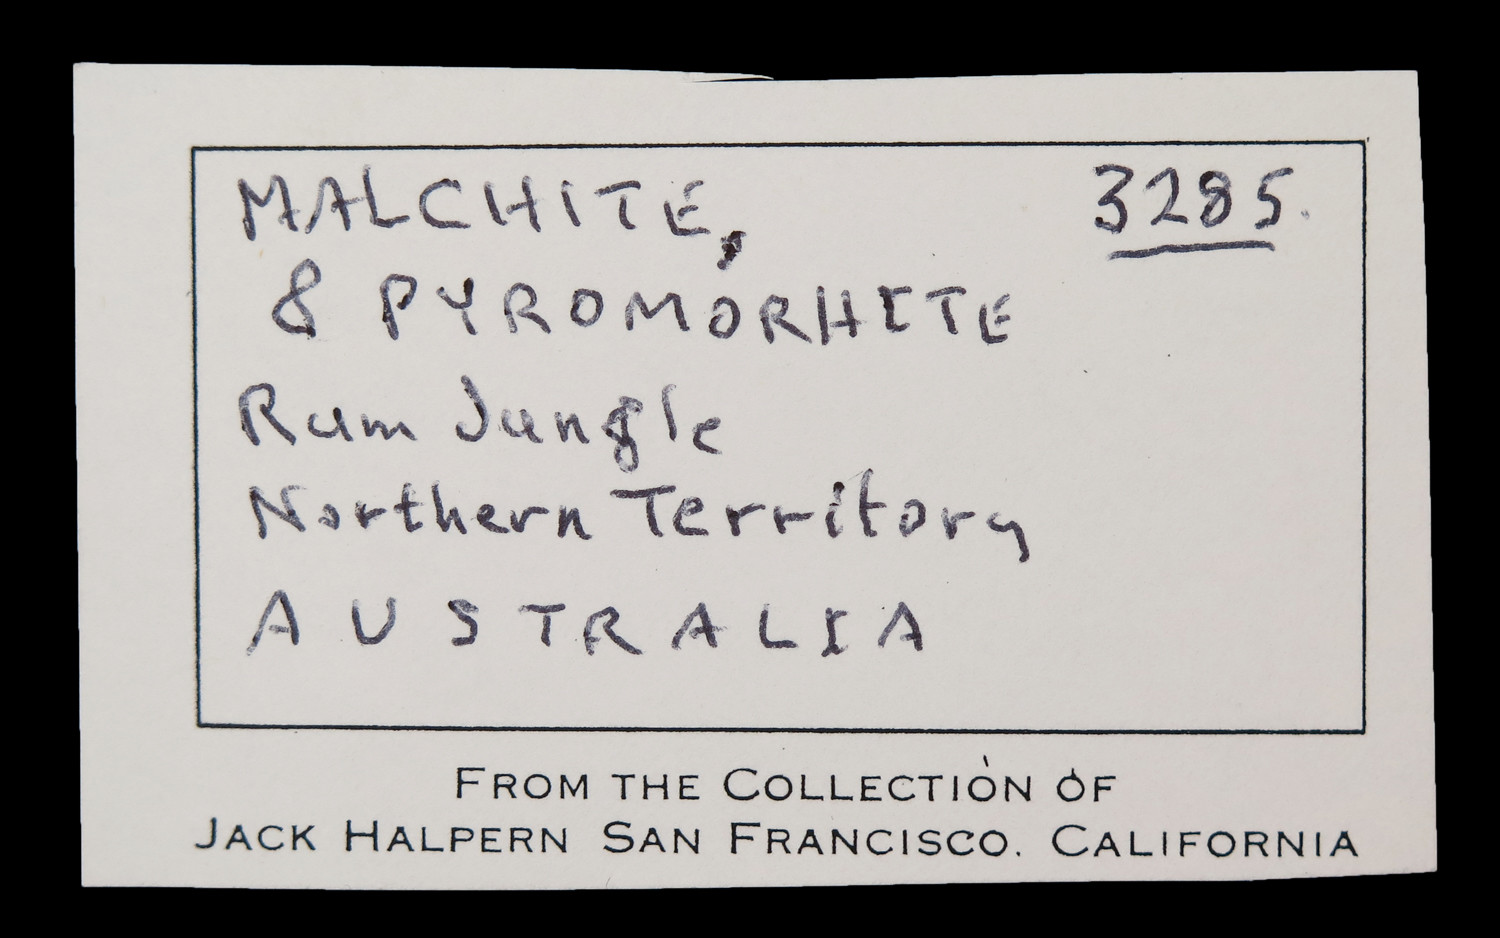 MALCHITE, 3285.
& PYROMORHITE
Rum Jungle
Northern Territory
AUSTRALIA
FROM THE COLLECTION OF
JACK HALPERN SAN FRANCISCO. CALIFORNIA